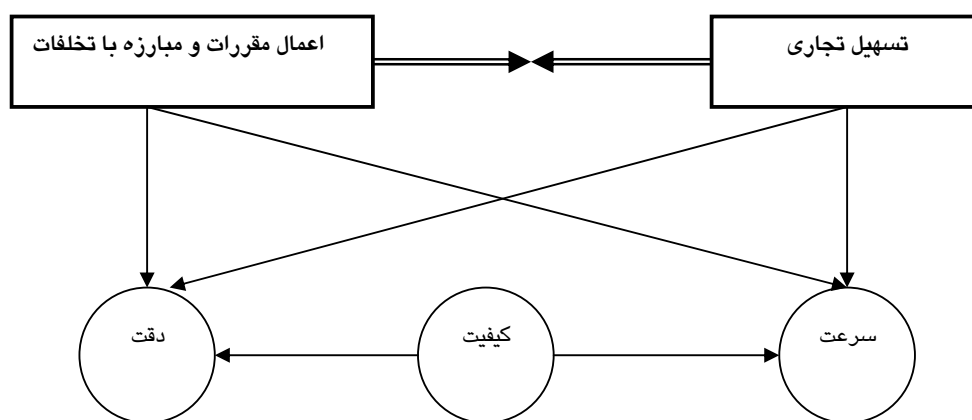 تسهیل تجاری
اعمال مقررات و مبارزه با تخلفات
سرعت
کیفیت
دقت